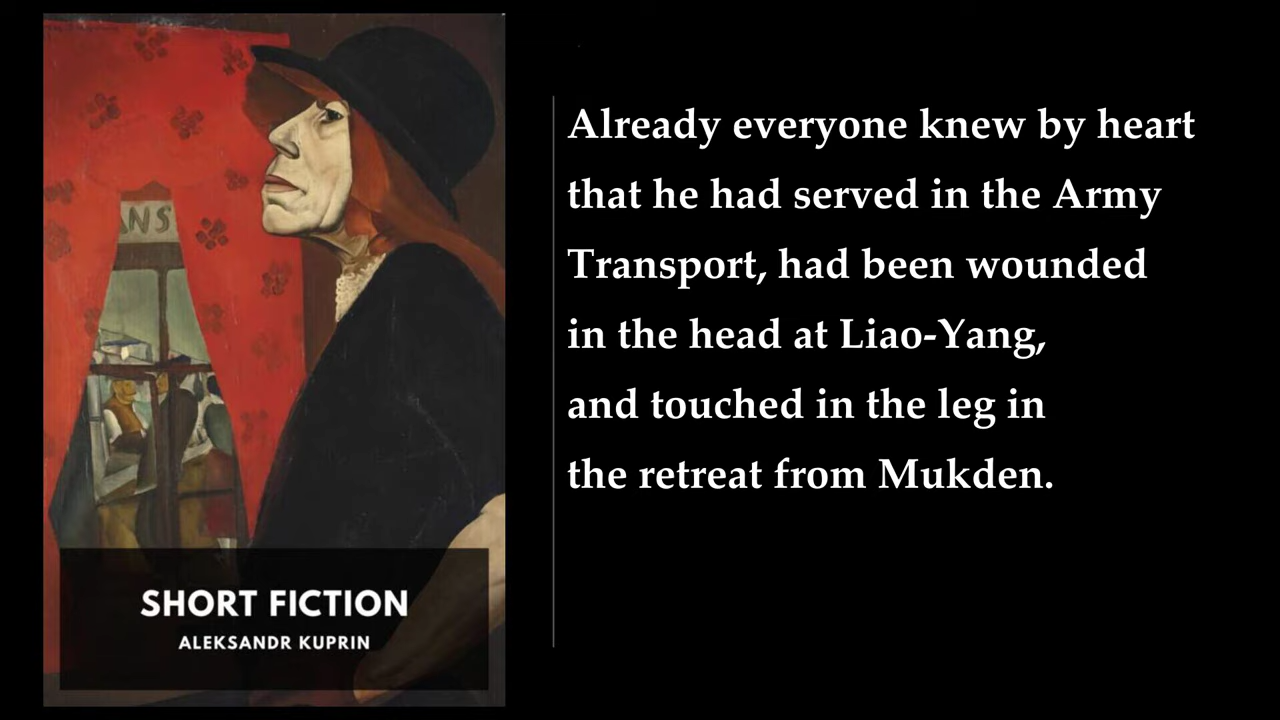 ANS
SHORT FICTION
ALEKSANDR KUPRIN
Already everyone knew by heart
that he had served in the Army
Transport, had been wounded
in the head at Liao-Yang,
and touched in the leg in
the retreat from Mukden.